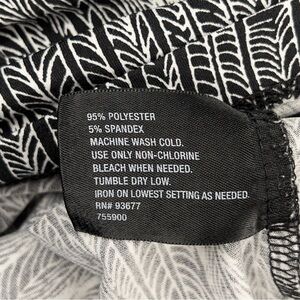 95% POLYESTER
5% SPANDEX
MACHINE WASH COLD.
USE ONLY NON-CHLORINE
BLEACH WHEN NEEDED.
TUMBLE DRY LOW.
IRON ON LOWEST SETTING AS NEEDED.
RN# 93677
755900